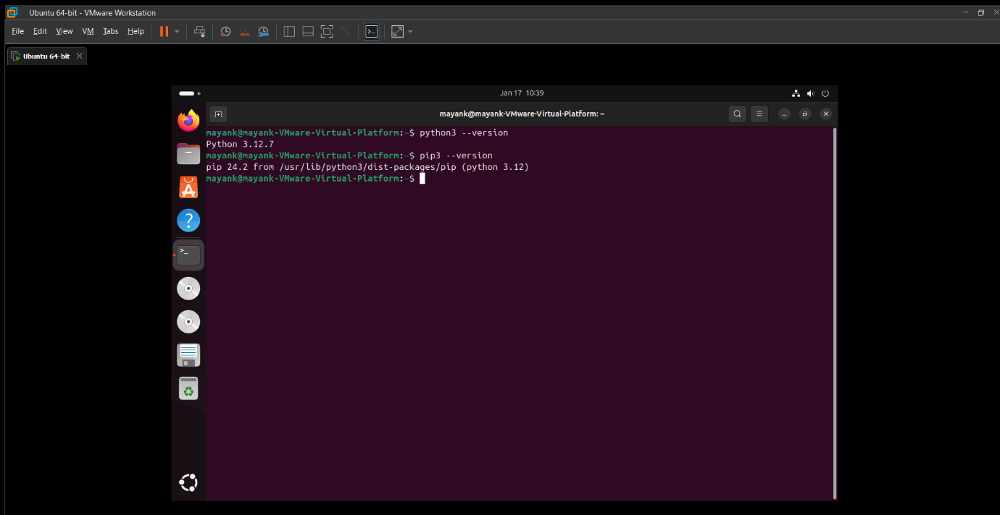 Ubuntu 64-bit - VMware Workstation
File Edit View VM Tabs Help
Ubuntu 64-bit
Jan 17 10:39
mayank@mayank-VMware-Virtual-Platform: ~
mayank@mayank-VMware-Virtual-Platform:~$ python3 --version
Python 3.12.7
mayank@mayank-VMware-Virtual-Platform:~$ pip3 --version
pip 24.2 from /usr/lib/python3/dist-packages/pip (python 3.12)
mayank@mayank-VMware-Virtual-Platform:~$